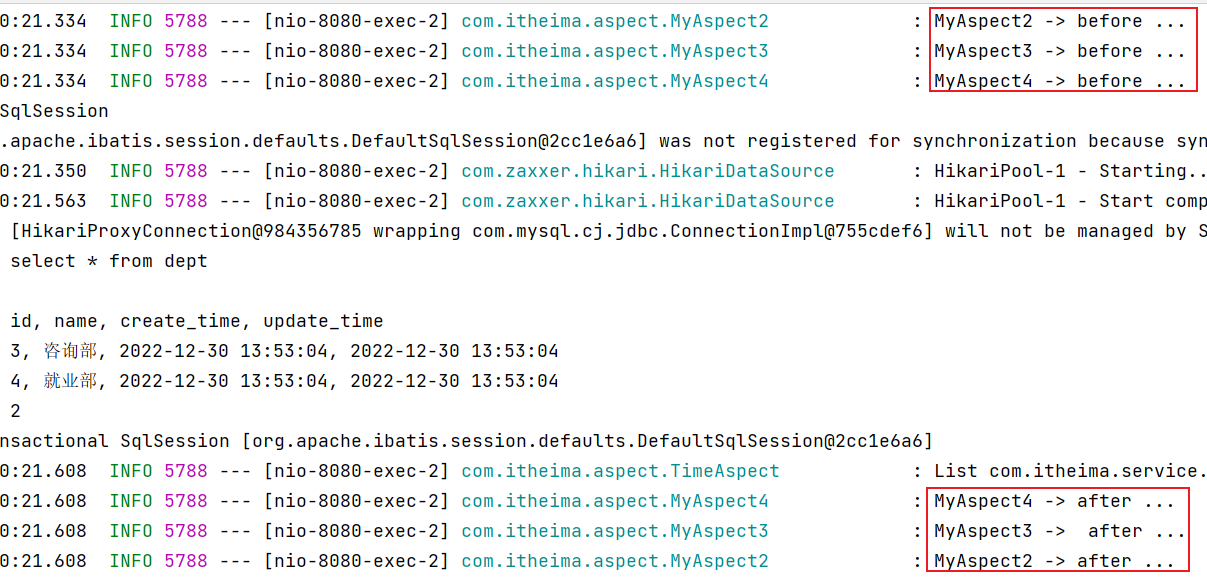 0:21.334  INFO 5788 --- [nio-8080-exec-2] com.itheima.aspect.MyAspect2             : MyAspect2 -> before ...
0:21.334  INFO 5788 --- [nio-8080-exec-2] com.itheima.aspect.MyAspect3             : MyAspect3 -> before ...
0:21.334  INFO 5788 --- [nio-8080-exec-2] com.itheima.aspect.MyAspect4             : MyAspect4 -> before ...
SqlSession
.apache.ibatis.session.defaults.DefaultSqlSession@2cc1e6a6] was not registered for synchronization because syn
0:21.350  INFO 5788 --- [nio-8080-exec-2] com.zaxxer.hikari.HikariDataSource       : HikariPool-1 - Starting..
0:21.563  INFO 5788 --- [nio-8080-exec-2] com.zaxxer.hikari.HikariDataSource       : HikariPool-1 - Start comp
[HikariProxyConnection@984356785 wrapping com.mysql.cj.jdbc.ConnectionImpl@755cdef6] will not be managed by S
select * from dept
id, name, create_time, update_time
3, 咨询部, 2022-12-30 13:53:04, 2022-12-30 13:53:04
4, 就业部, 2022-12-30 13:53:04, 2022-12-30 13:53:04
2
nsactional SqlSession [org.apache.ibatis.session.defaults.DefaultSqlSession@2cc1e6a6]
0:21.608  INFO 5788 --- [nio-8080-exec-2] com.itheima.aspect.TimeAspect            : List com.itheima.service.
0:21.608  INFO 5788 --- [nio-8080-exec-2] com.itheima.aspect.MyAspect4             : MyAspect4 -> after ...
0:21.608  INFO 5788 --- [nio-8080-exec-2] com.itheima.aspect.MyAspect3             : MyAspect3 ->  after ...
0:21.608  INFO 5788 --- [nio-8080-exec-2] com.itheima.aspect.MyAspect2             : MyAspect2 -> after ...